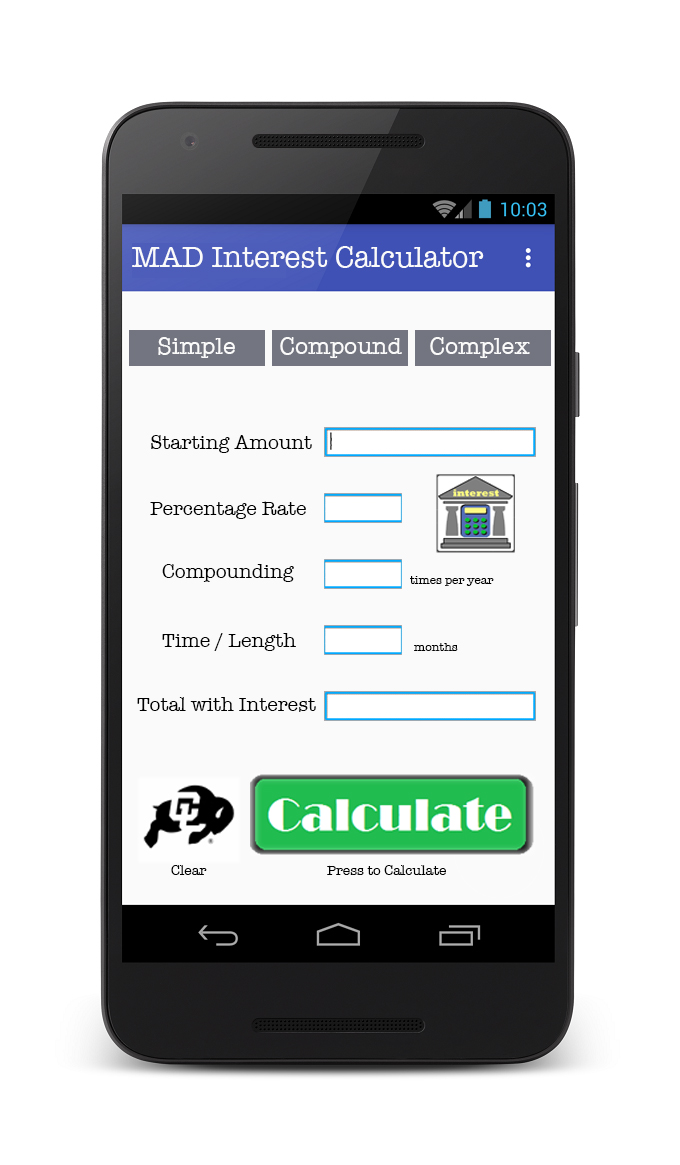 10:03
MAD Interest Calculator
Simple Compound Complex
Starting Amount
interest
Percentage Rate
Compounding
times per year
Time / Length
months
Total with Interest
CU
Calculate
Clear
Press to Calculate